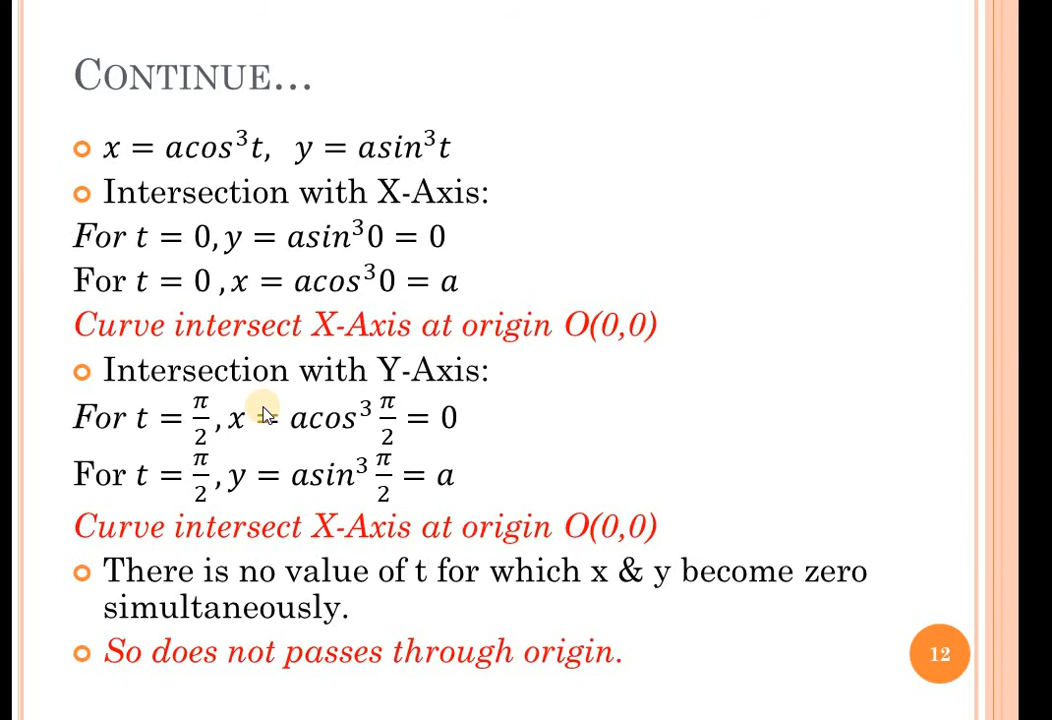 CONTINUE...
x = acos³t, y = asin³t
Intersection with X-Axis:
For t = 0, y = asin³0 = 0
For t = 0 , x = acos³0 = a
Curve intersect X-Axis at origin O(0,0)
Intersection with Y-Axis:
For t = π/2 , x = acos³ π/2 = 0
For t = π/2 , y = asin³ π/2 = a
Curve intersect X-Axis at origin O(0,0)
There is no value of t for which x & y become zero
simultaneously.
So does not passes through origin.
12